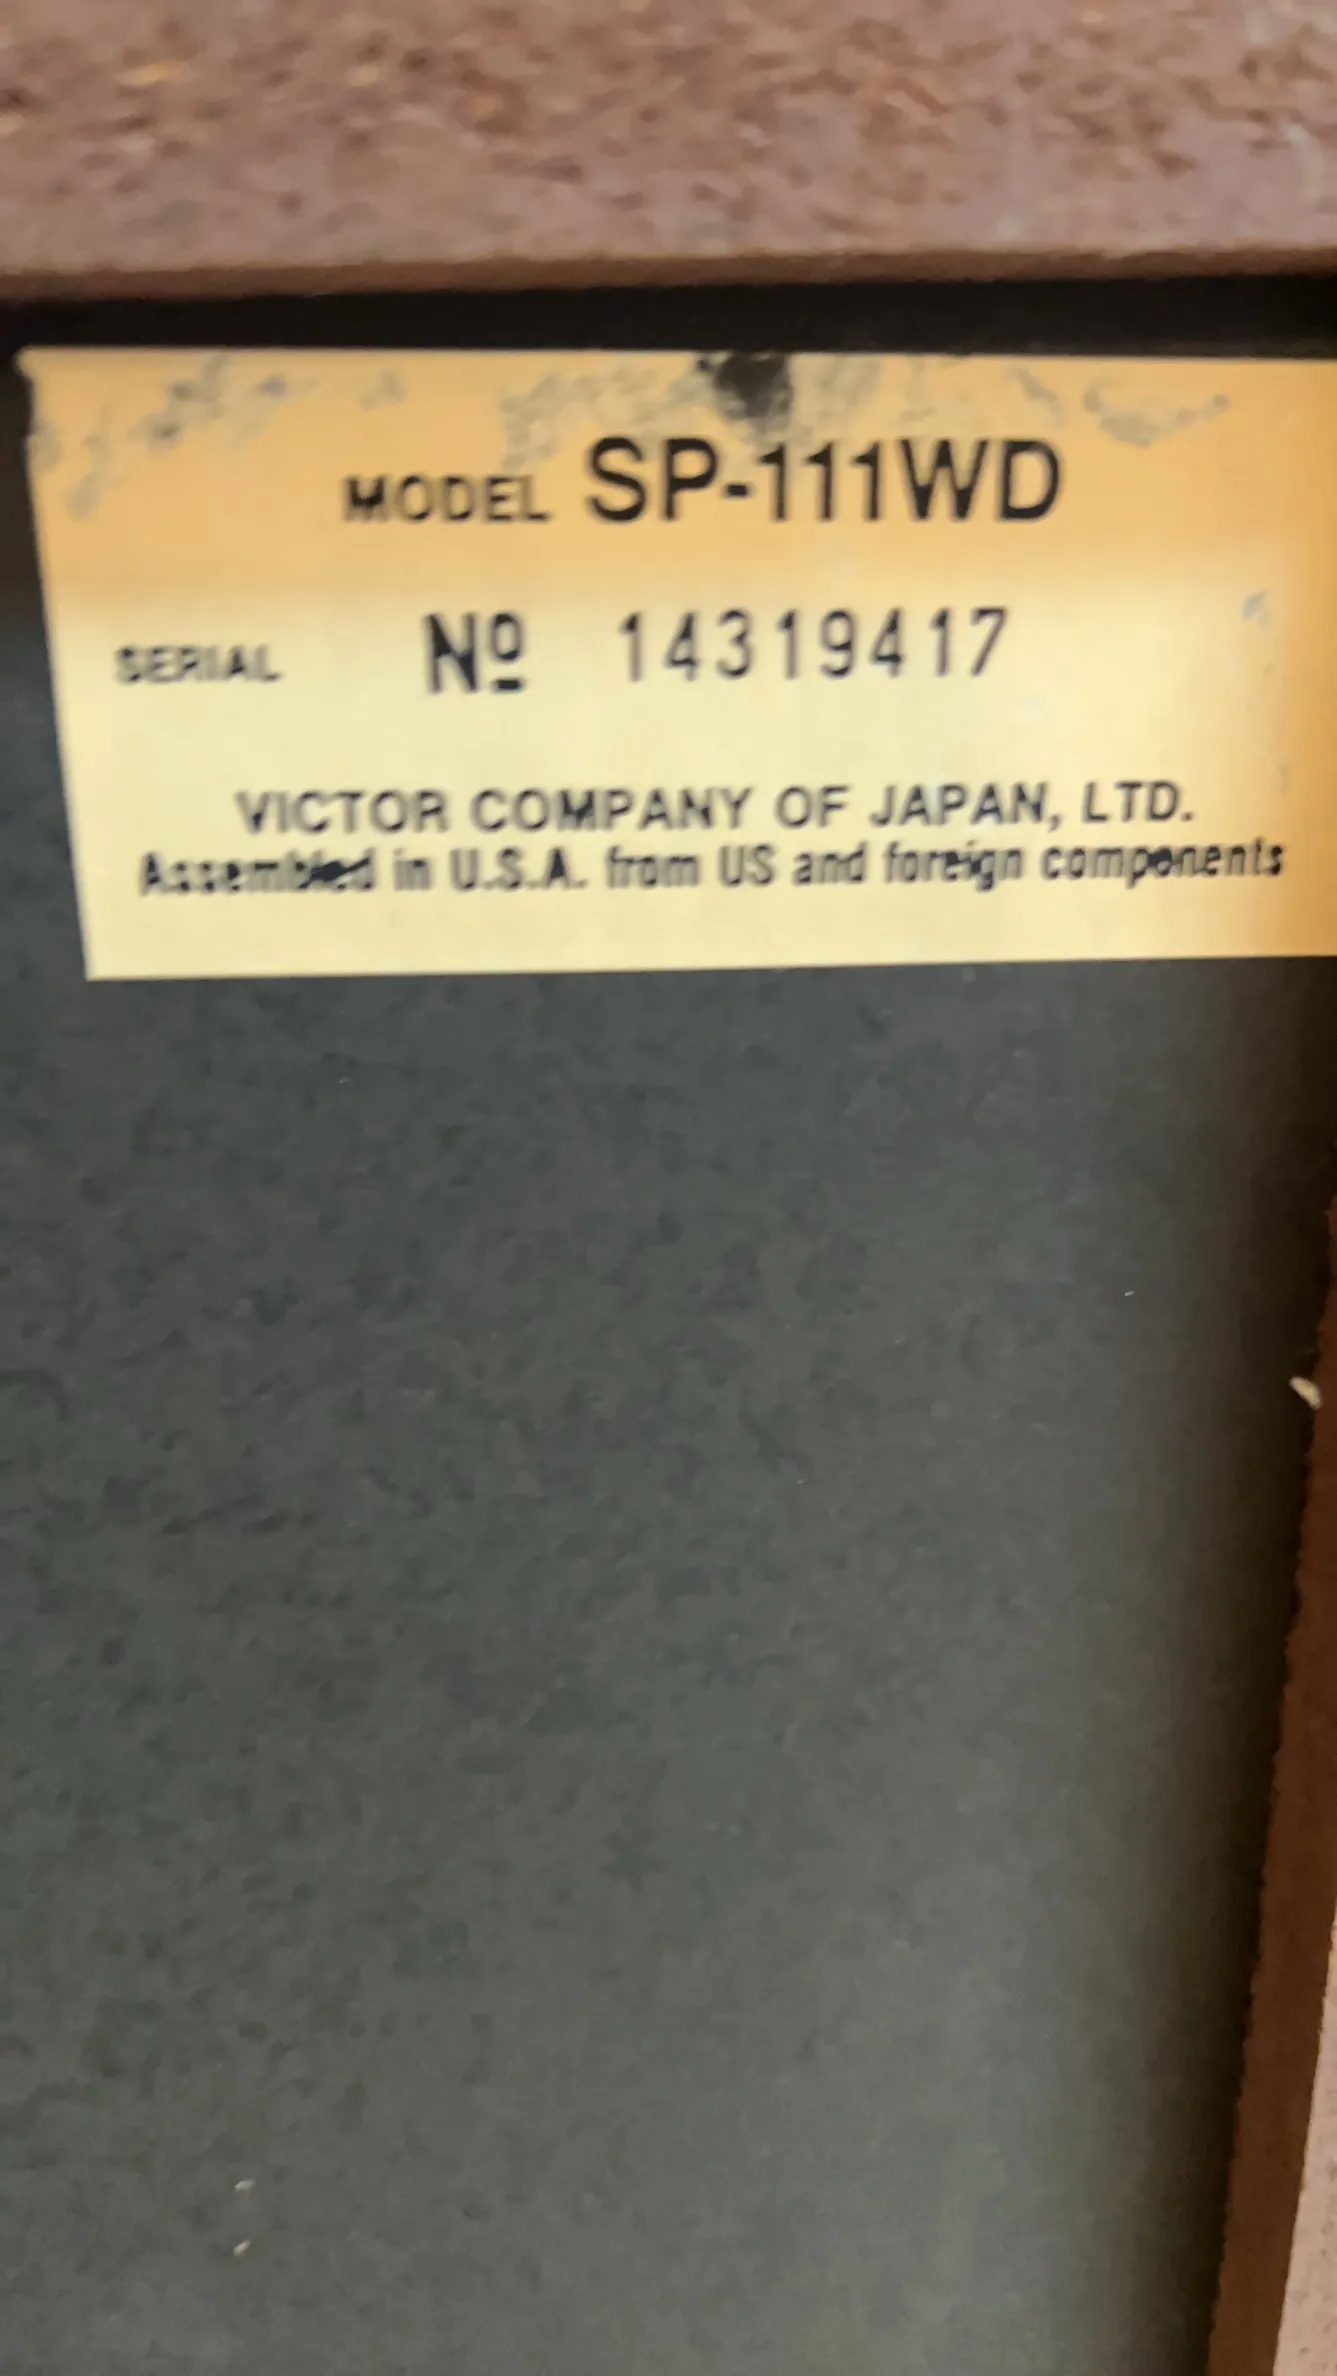 MODEL SP-111WD
SERIAL Nº 14319417
VICTOR COMPANY OF JAPAN, LTD.
Assembled in U.S.A. from US and foreign components